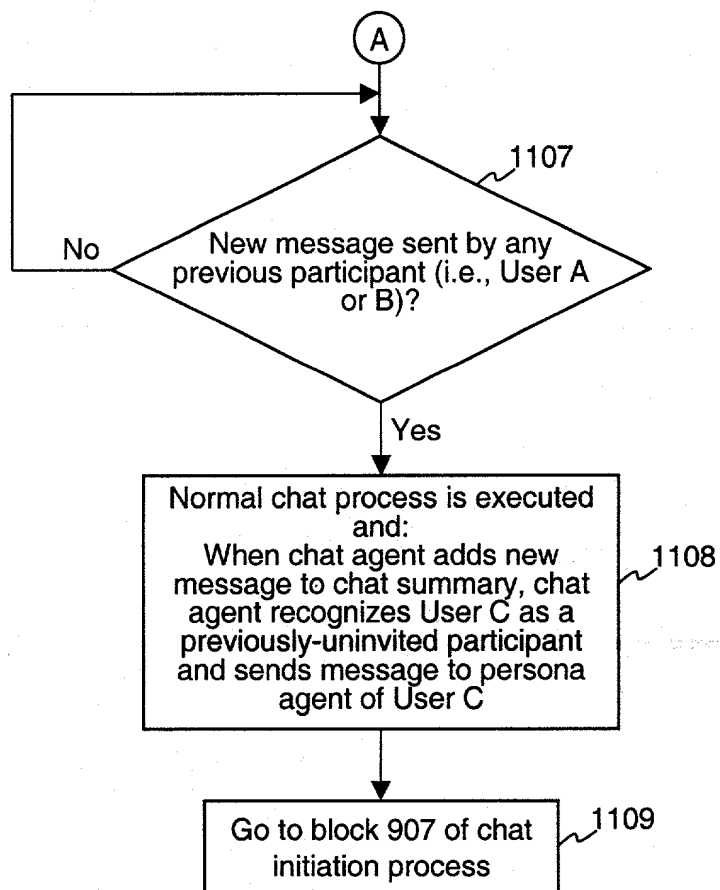 A
1107
No
New message sent by any
previous participant (i.e., User A
or B)?
Yes
Normal chat process is executed
and:
When chat agent adds new
message to chat summary, chat
agent recognizes User C as a
previously-uninvited participant
and sends message to persona
agent of User C
1108
Go to block 907 of chat
initiation process
1109